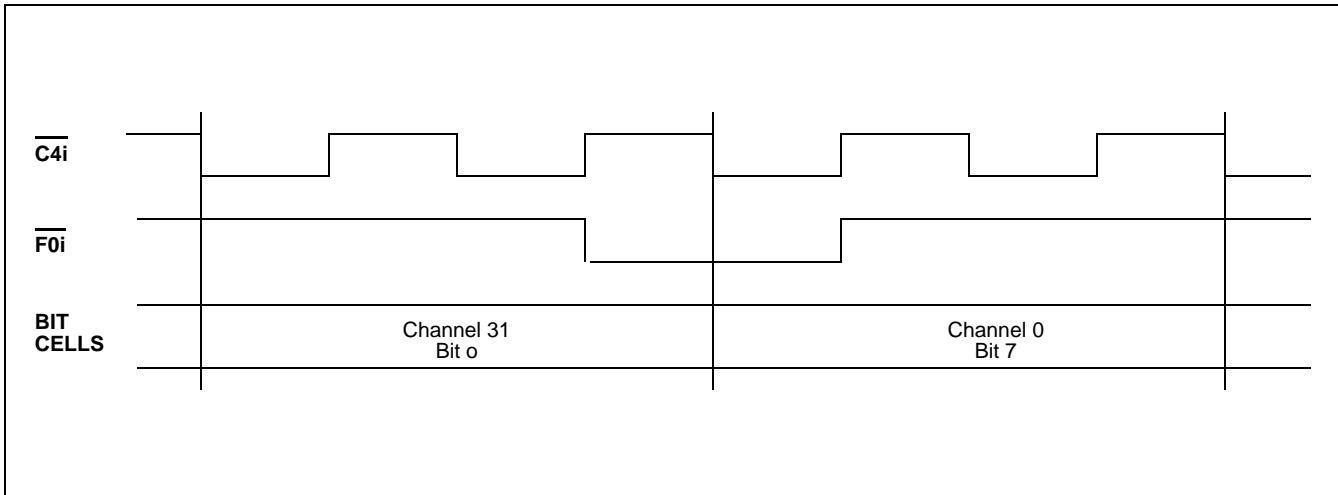 C4i
F0i
BIT
CELLS
Channel 31
Bit o
Channel 0
Bit 7